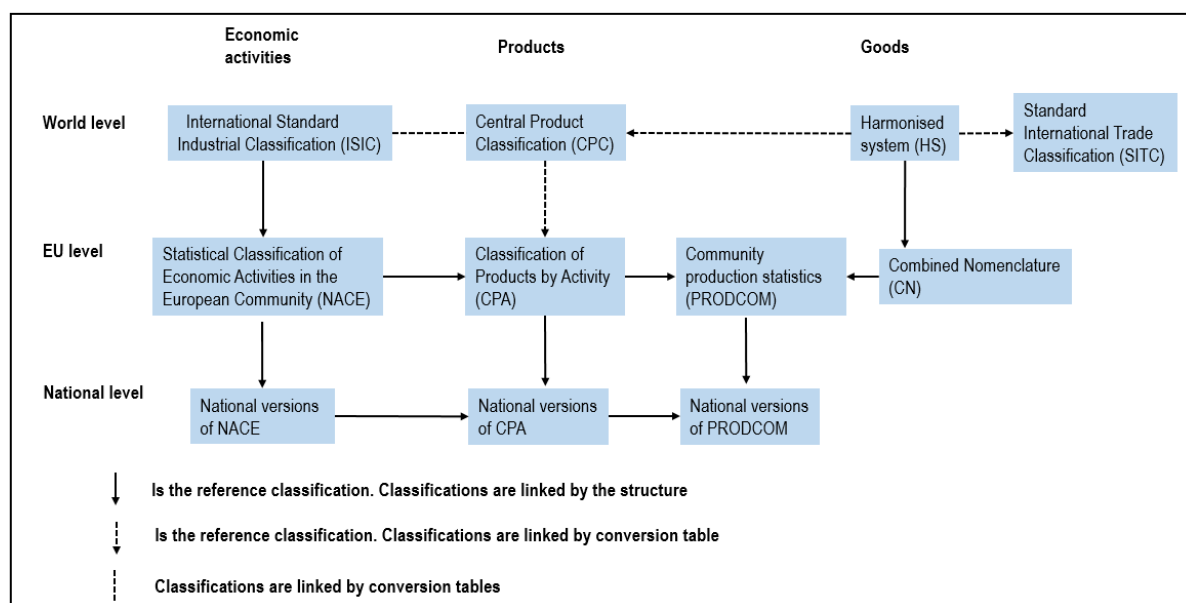 Economic
activities
Products
Goods
World level
International Standard
Industrial Classification (ISIC)
Central Product
Classification (CPC)
Harmonised
system (HS)
Standard
International Trade
Classification (SITC)
EU level
Statistical Classification of
Economic Activities in the
European Community (NACE)
Classification of
Products by Activity
(CPA)
Community
production statistics
(PRODCOM)
Combined Nomenclature
(CN)
National level
National versions
of NACE
National versions
of CPA
National versions
of PRODCOM
Is the reference classification. Classifications are linked by the structure
Is the reference classification. Classifications are linked by conversion table
Classifications are linked by conversion tables